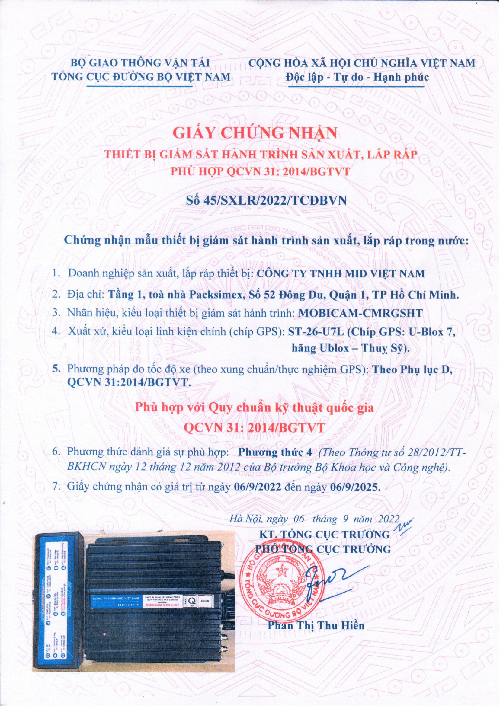 BỘ GIAO THÔNG VẬN TẢI
TỔNG CỤC ĐƯỜNG BỘ VIỆT NAM
CỘNG HÒA XÃ HỘI CHỦ NGHĨA VIỆT NAM
Độc lập - Tự do - Hạnh phúc
GIẤY CHỨNG NHẬN
THIẾT BỊ GIÁM SÁT HÀNH TRÌNH SẢN XUẤT, LẮP RÁP
PHÙ HỢP QCVN 31: 2014/BGTVT
Số 45/SXLR/2022/TCĐBVN
Chứng nhận mẫu thiết bị giám sát hành trình sản xuất, lắp ráp trong nước:
1. Doanh nghiệp sản xuất, lắp ráp thiết bị: CÔNG TY TNHH MID VIỆT NAM
2. Địa chỉ: Tầng 1, toà nhà Packsimex, Số 52 Đông Du, Quận 1, TP Hồ Chí Minh.
3. Nhãn hiệu, kiểu loại thiết bị giám sát hành trình: MOBICAM-CMRGSHT
4. Xuất xứ, kiểu loại linh kiện chính (chíp GPS): ST-26-U7L (Chíp GPS: U-Blox 7,
hãng Ublox – Thuỵ Sỹ).
5. Phương pháp đo tốc độ xe (theo xung chuẩn/thực nghiệm GPS): Theo Phụ lục D,
QCVN 31:2014/BGTVT.
Phù hợp với Quy chuẩn kỹ thuật quốc gia
QCVN 31: 2014/BGTVT
6. Phương thức đánh giá sự phù hợp: Phương thức 4 (Theo Thông tư số 28/2012/TT-
BKHCN ngày 12 tháng 12 năm 2012 của Bộ trưởng Bộ Khoa học và Công nghệ).
7. Giấy chứng nhận có giá trị từ ngày 06/9/2022 đến ngày 06/9/2025.
Hà Nội, ngày 06 tháng 9 năm 2022
KT. TỔNG CỤC TRƯỞNG
PHÓ TỔNG CỤC TRƯỞNG
TỔNG CỤC ĐƯỜNG BỘ VIỆT NAM
Phan Thị Thu Hiền